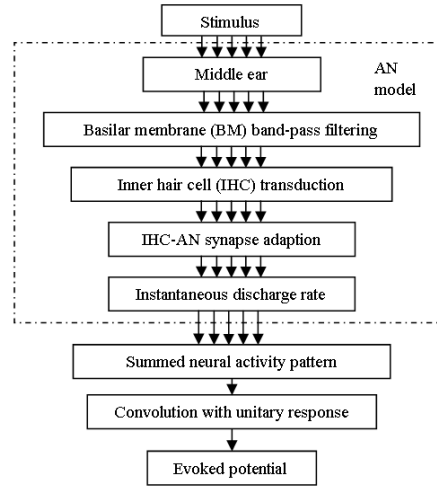 Stimulus
AN
model
Middle ear
Basilar membrane (BM) band-pass filtering
Inner hair cell (IHC) transduction
IHC-AN synapse adaption
Instantaneous discharge rate
Summed neural activity pattern
Convolution with unitary response
Evoked potential